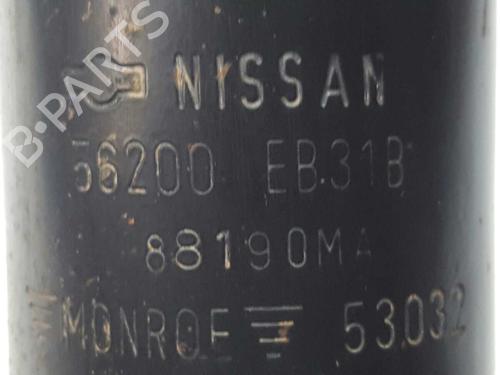 B-PARTS
NISSAN
56200 EB31B
88190MA
MONROE 53032